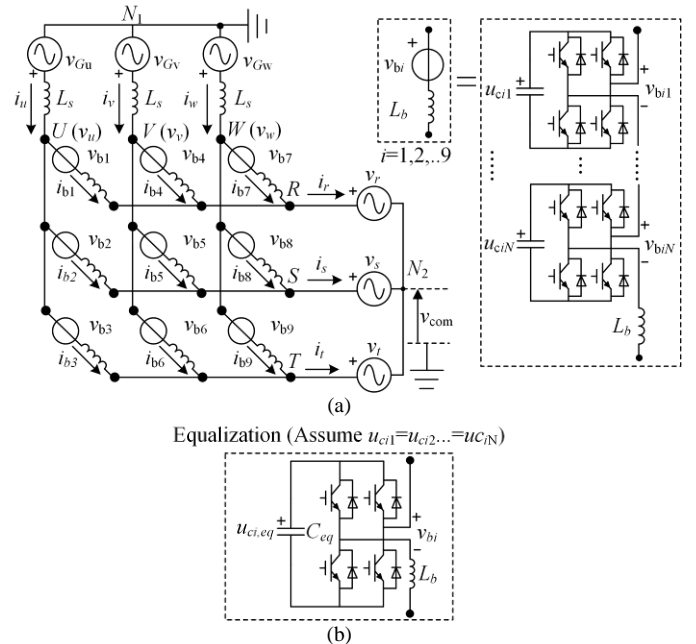 N1
vGu vGv vGw
iu Ls iv Ls iw Ls
U (vu) V (vv) W (vw)
vb1 vb4 vb7
ib1 ib4 ib7 R ir vr
vb2 vb5 vb8
ib2 ib5 ib8 S is vs N2
vb3 vb6 vb9
ib3 ib6 ib9 T it vt
vcom
+ + +
+ + +
(a)
+
vbi
Lb
i=1,2,..9
=
uci1 + + vbi1 −
uciN + + vbiN −
Lb
Equalization (Assume uci1=uci2...=uciN)
uci,eq + Ceq + vbi −
Lb
(b)